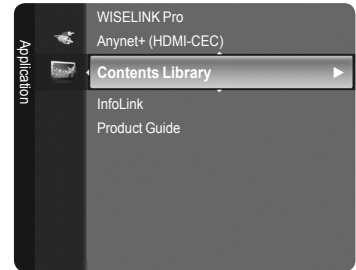 Application
WISELINK Pro
Anynet+ (HDMI-CEC)
Contents Library
InfoLink
Product Guide